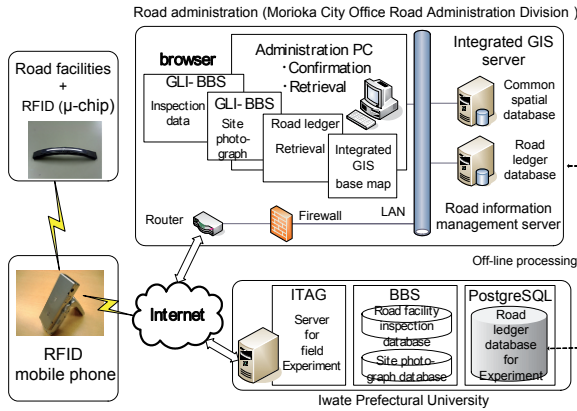 Road administration (Morioka City Office Road Administration Division )
Road facilities
+
RFID (µ-chip)
browser
GLI-BBS
Inspection
data
GLI-BBS
Site
photo-
graph
Administration PC
・Confirmation
・Retrieval
Road ledger
Retrieval
Integrated
GIS
base map
Integrated GIS
server
Common
spatial
database
Road
ledger
database
Road information
management server
Router
Firewall
LAN
Off-line processing
RFID
mobile phone
Internet
ITAG
Server
for
field
Experiment
BBS
Road facility
inspection
database
Site photo-
graph database
PostgreSQL
Road
ledger
database
for
Experiment
Iwate Prefectural University